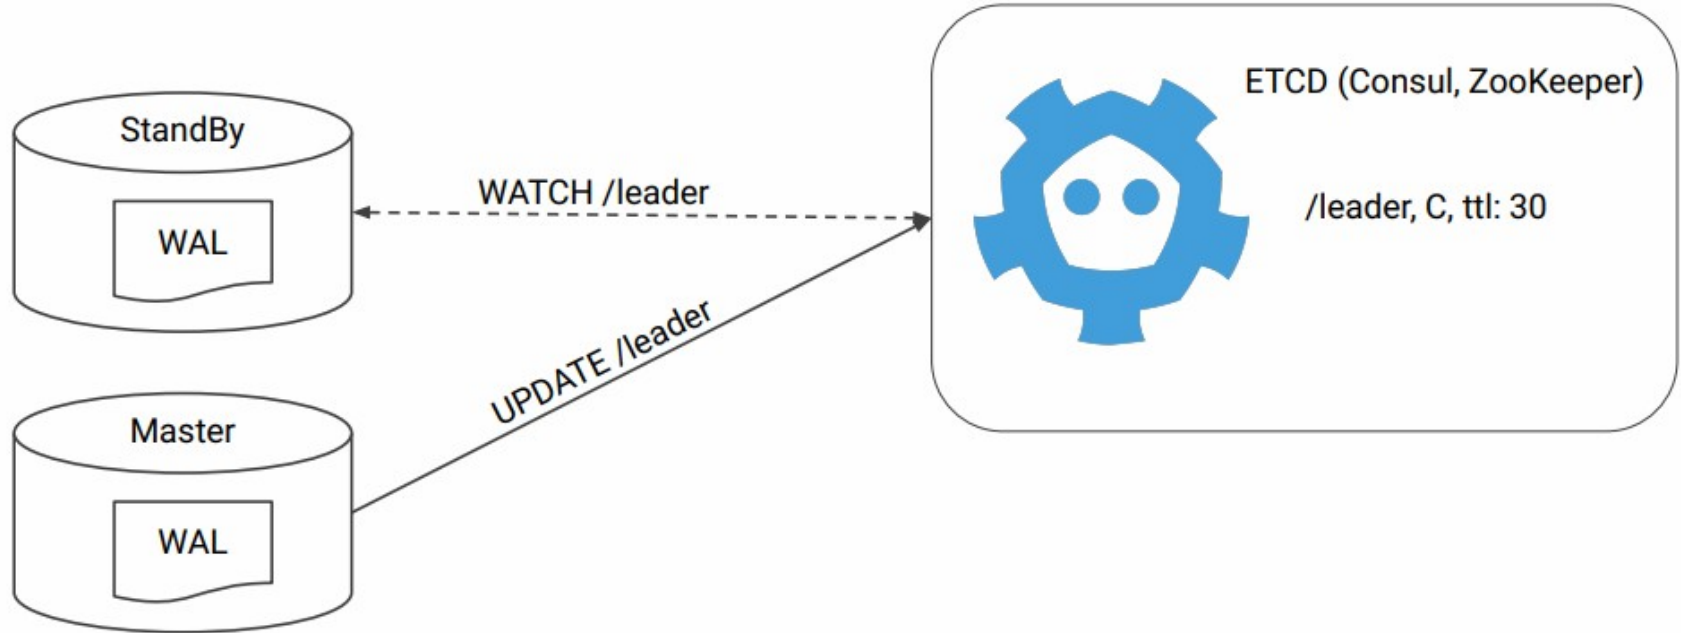 StandBy
WAL
WATCH /leader
UPDATE /leader
Master
WAL
ETCD (Consul, ZooKeeper)
/leader, C, ttl: 30